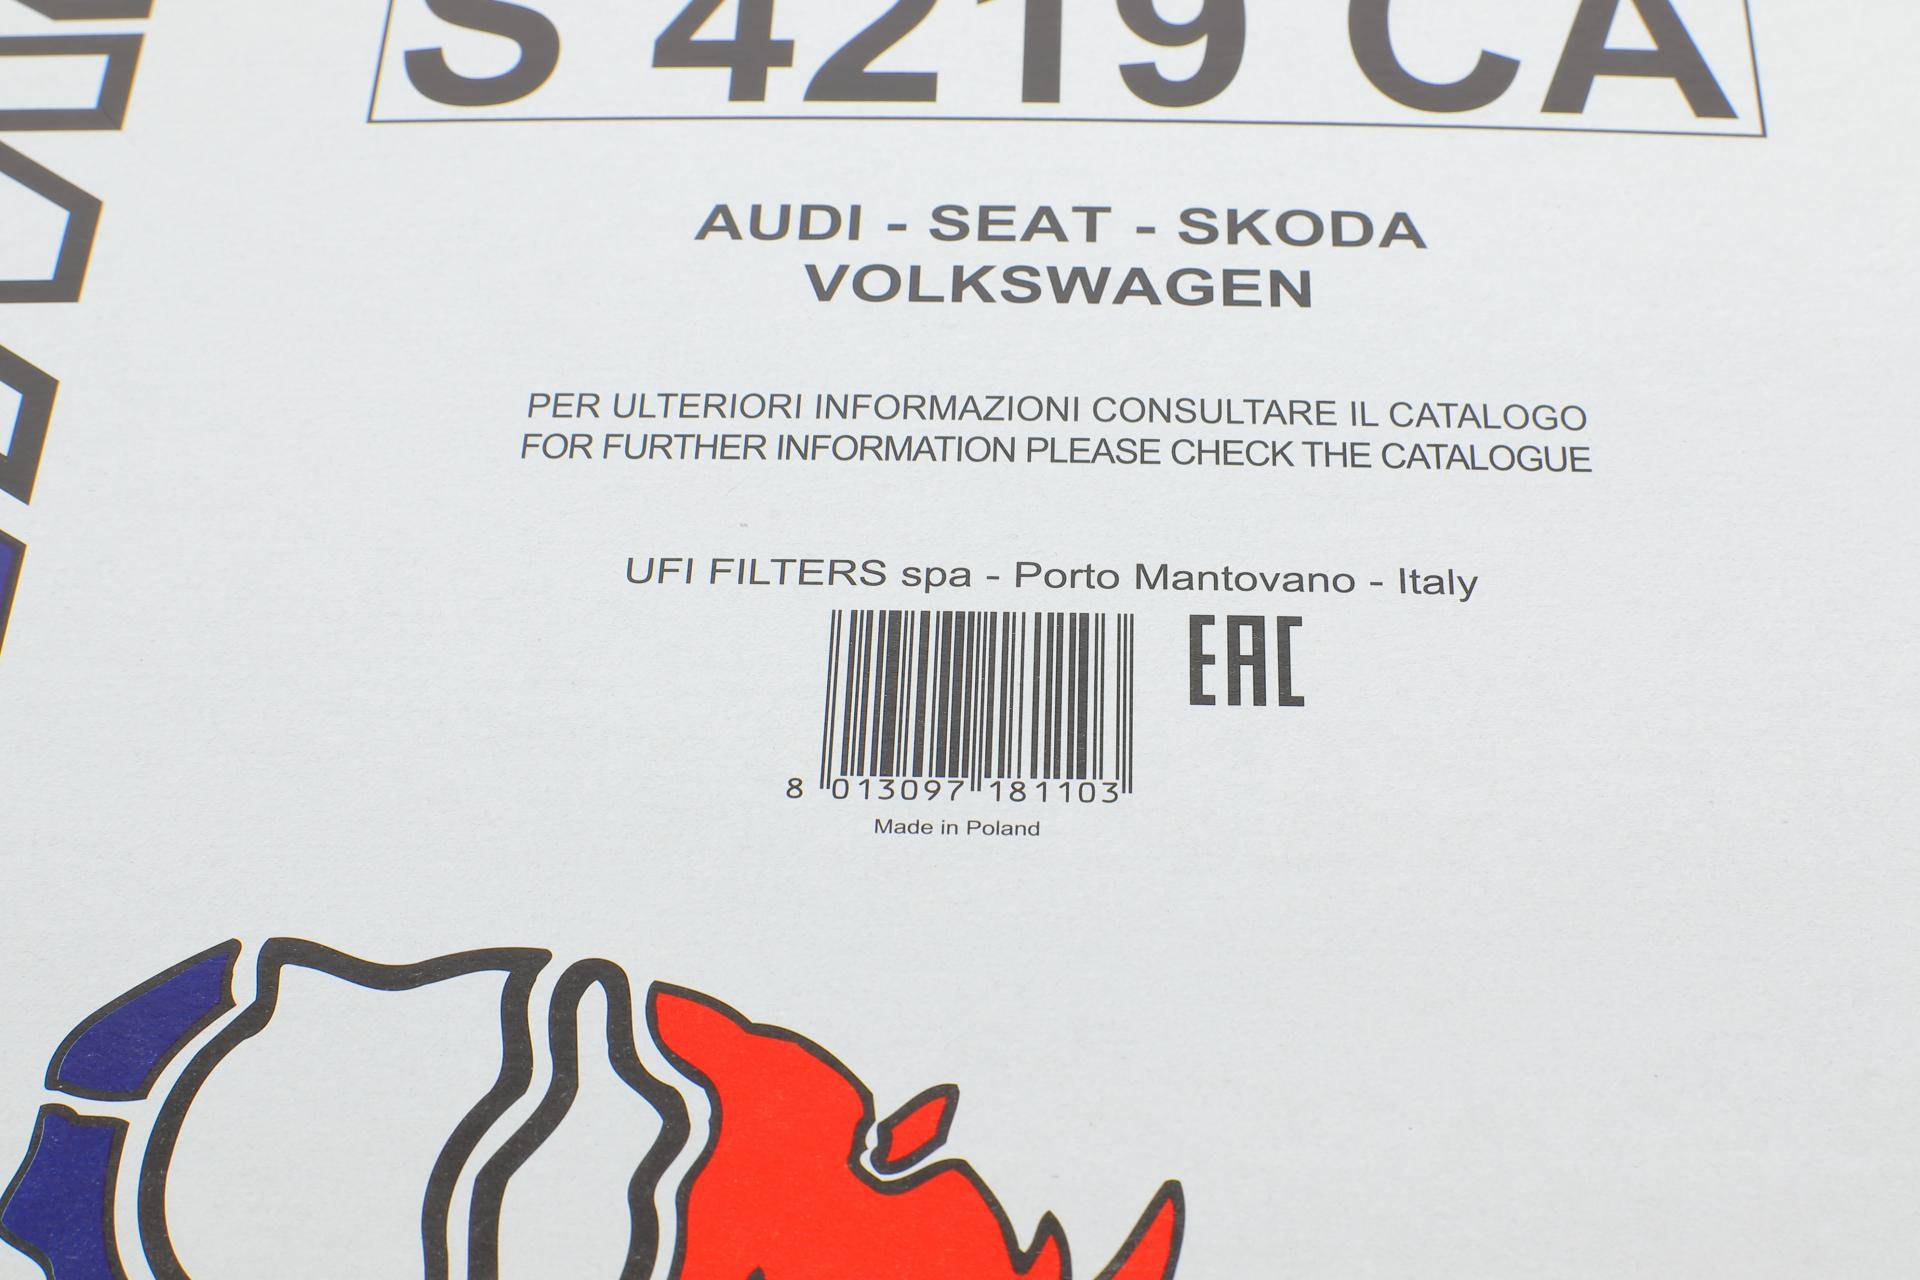 S 4219 CA
AUDI - SEAT - SKODA
VOLKSWAGEN
PER ULTERIORI INFORMAZIONI CONSULTARE IL CATALOGO
FOR FURTHER INFORMATION PLEASE CHECK THE CATALOGUE
UFI FILTERS spa - Porto Mantovano - Italy
EAC
8 013097 181103
Made in Poland